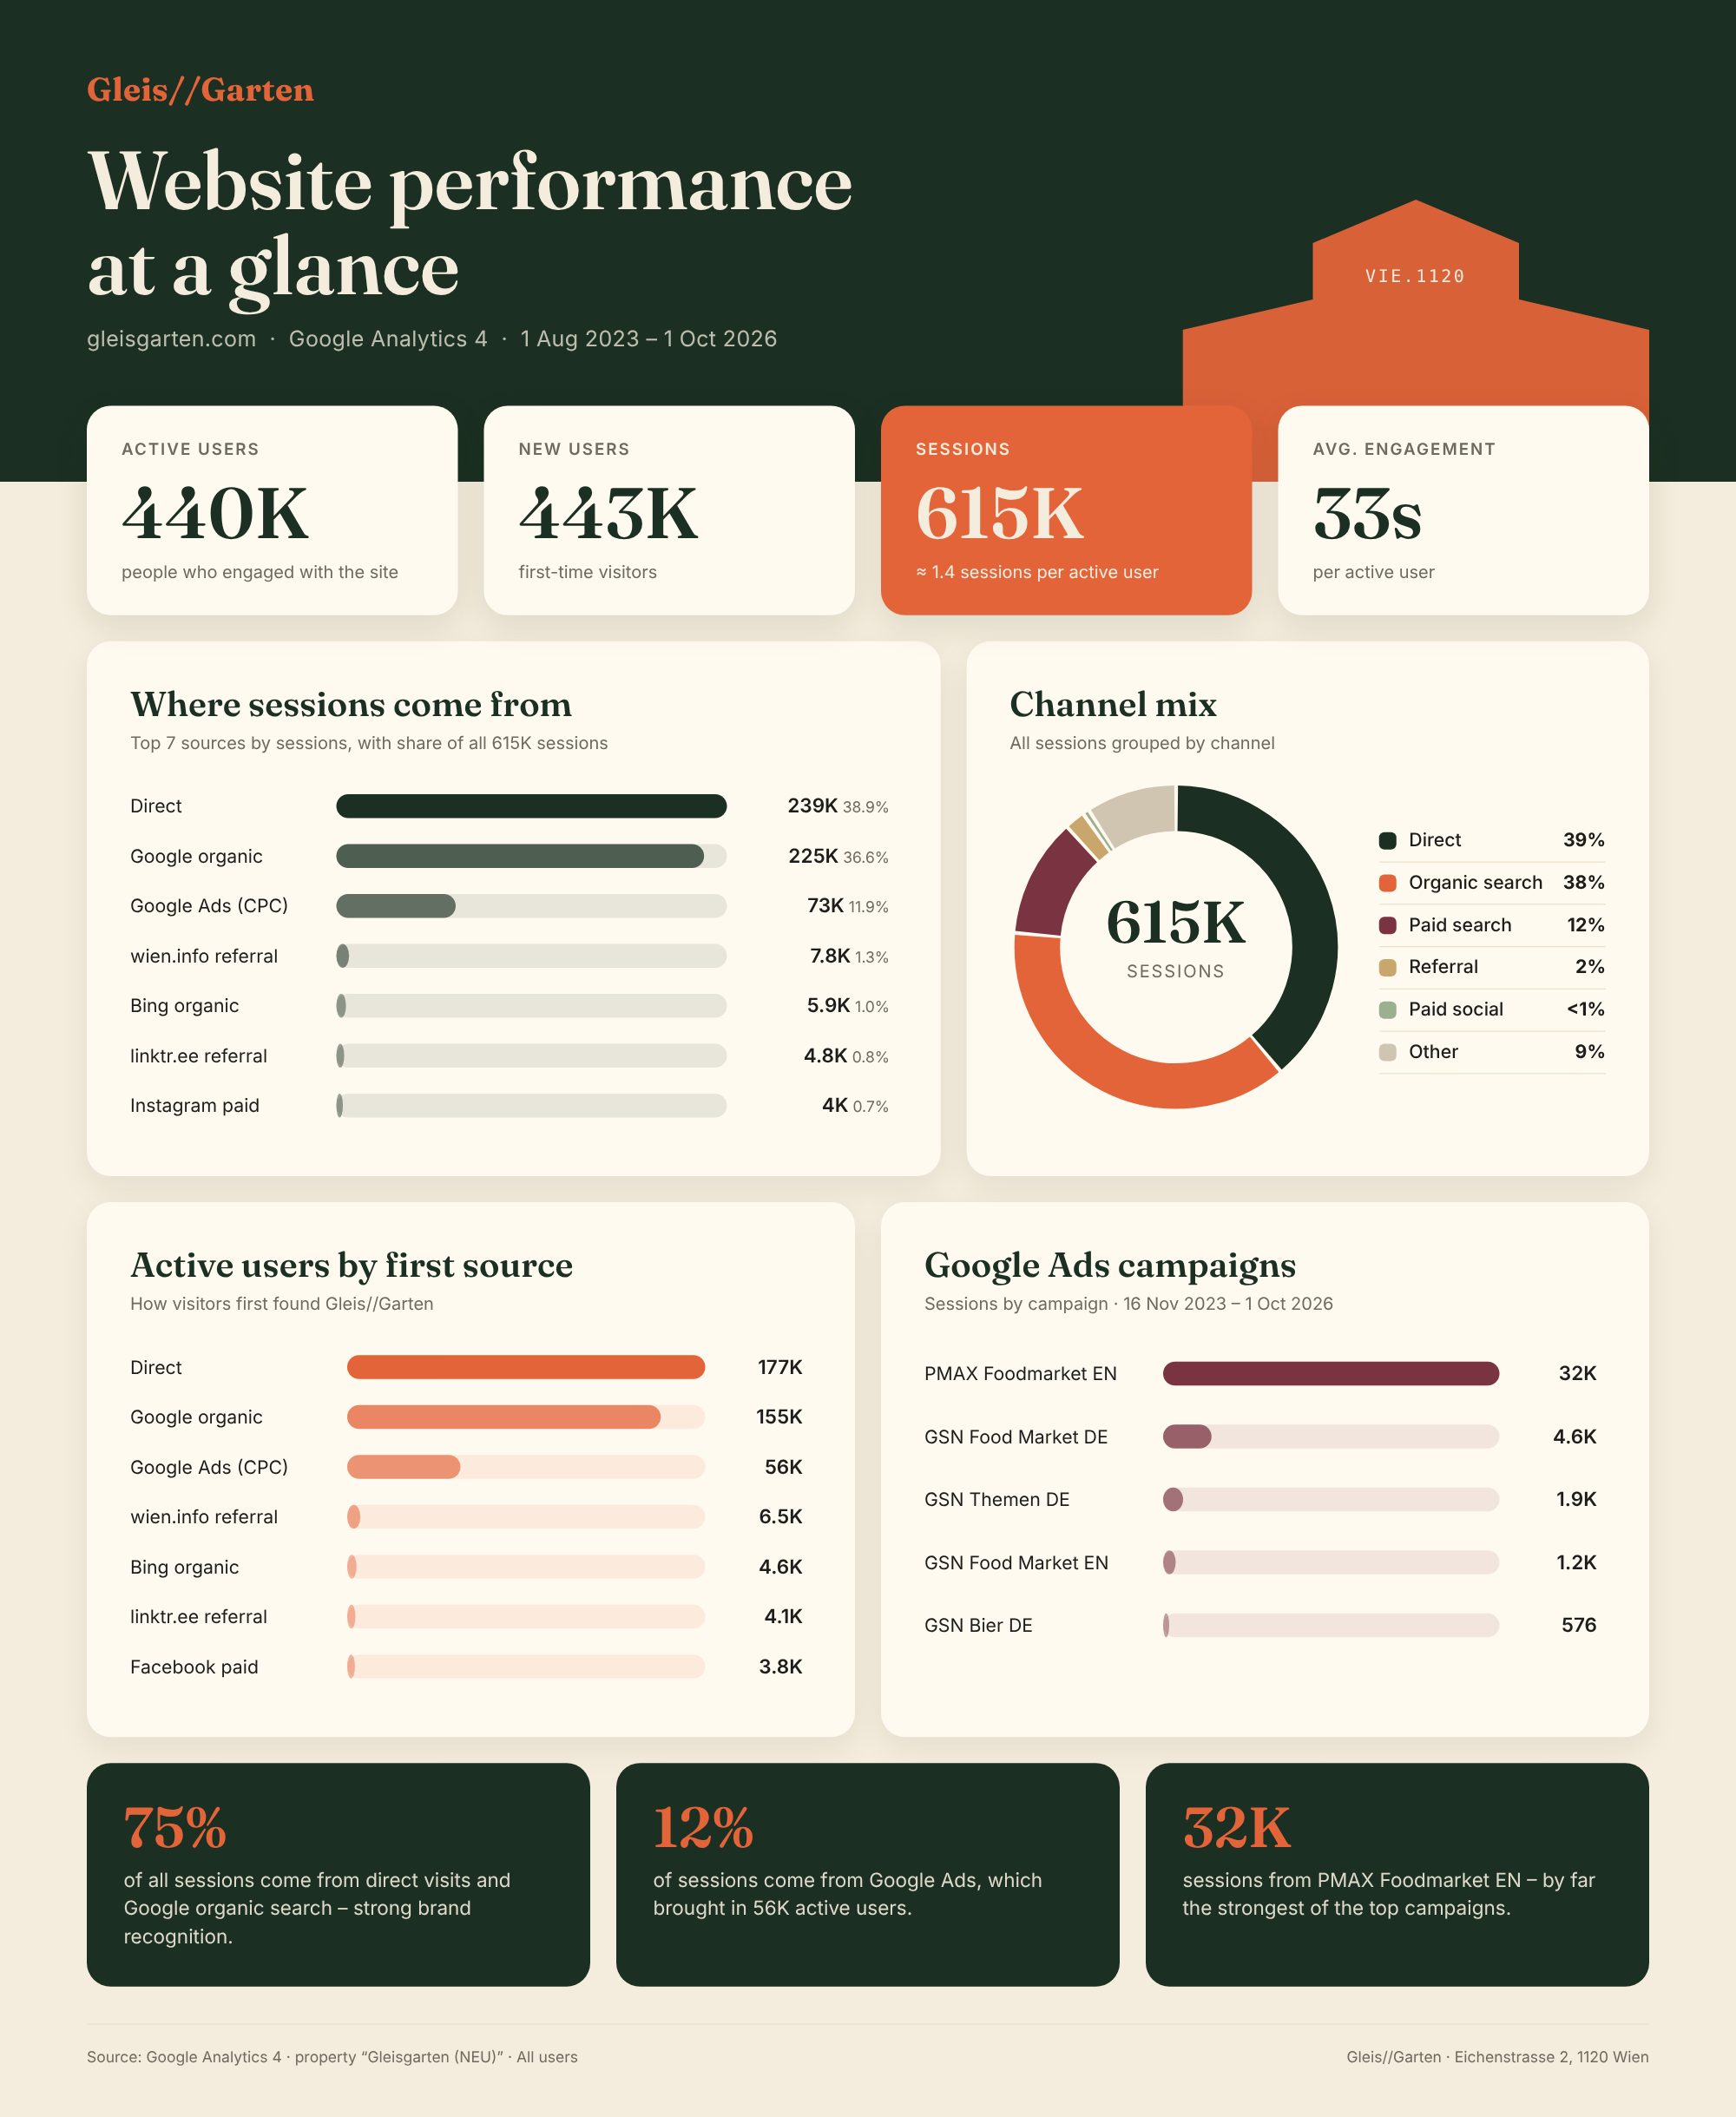 Gleis//Garten
Website performance
at a glance
gleisgarten.com · Google Analytics 4 · 1 Aug 2023 – 1 Oct 2026
VIE.1120
ACTIVE USERS
440K
people who engaged with the site
NEW USERS
443K
first-time visitors
SESSIONS
615K
≈ 1.4 sessions per active user
AVG. ENGAGEMENT
33s
per active user
Where sessions come from
Top 7 sources by sessions, with share of all 615K sessions
Direct 239K 38.9%
Google organic 225K 36.6%
Google Ads (CPC) 73K 11.9%
wien.info referral 7.8K 1.3%
Bing organic 5.9K 1.0%
linktr.ee referral 4.8K 0.8%
Instagram paid 4K 0.7%
Channel mix
All sessions grouped by channel
615K
SESSIONS
Direct 39%
Organic search 38%
Paid search 12%
Referral 2%
Paid social <1%
Other 9%
Active users by first source
How visitors first found Gleis//Garten
Direct 177K
Google organic 155K
Google Ads (CPC) 56K
wien.info referral 6.5K
Bing organic 4.6K
linktr.ee referral 4.1K
Facebook paid 3.8K
Google Ads campaigns
Sessions by campaign · 16 Nov 2023 – 1 Oct 2026
PMAX Foodmarket EN 32K
GSN Food Market DE 4.6K
GSN Themen DE 1.9K
GSN Food Market EN 1.2K
GSN Bier DE 576
75%
of all sessions come from direct visits and
Google organic search – strong brand
recognition.
12%
of sessions come from Google Ads, which
brought in 56K active users.
32K
sessions from PMAX Foodmarket EN – by far
the strongest of the top campaigns.
Source: Google Analytics 4 · property “Gleisgarten (NEU)” · All users
Gleis//Garten · Eichenstrasse 2, 1120 Wien